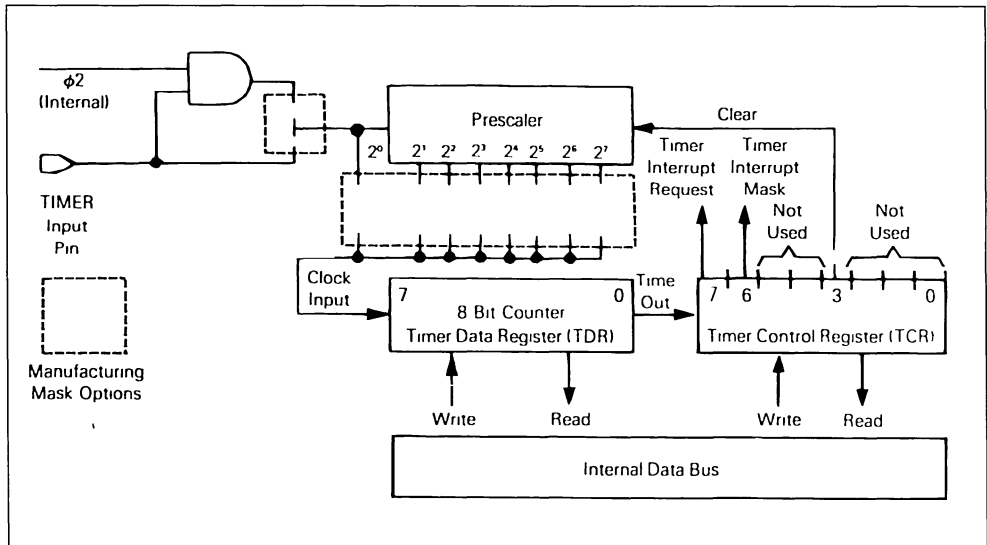 φ2
(Internal)
TIMER
Input
Pin
Manufacturing
Mask Options
Prescaler
2⁰ 2¹ 2² 2³ 2⁴ 2⁵ 2⁶ 2⁷
Clear
Timer
Interrupt
Request
Timer
Interrupt
Mask
Not
Used
Not
Used
Clock
Input
7 0
8 Bit Counter
Timer Data Register (TDR)
Time
Out
7 6 3 0
Timer Control Register (TCR)
Write
Read
Write
Read
Internal Data Bus